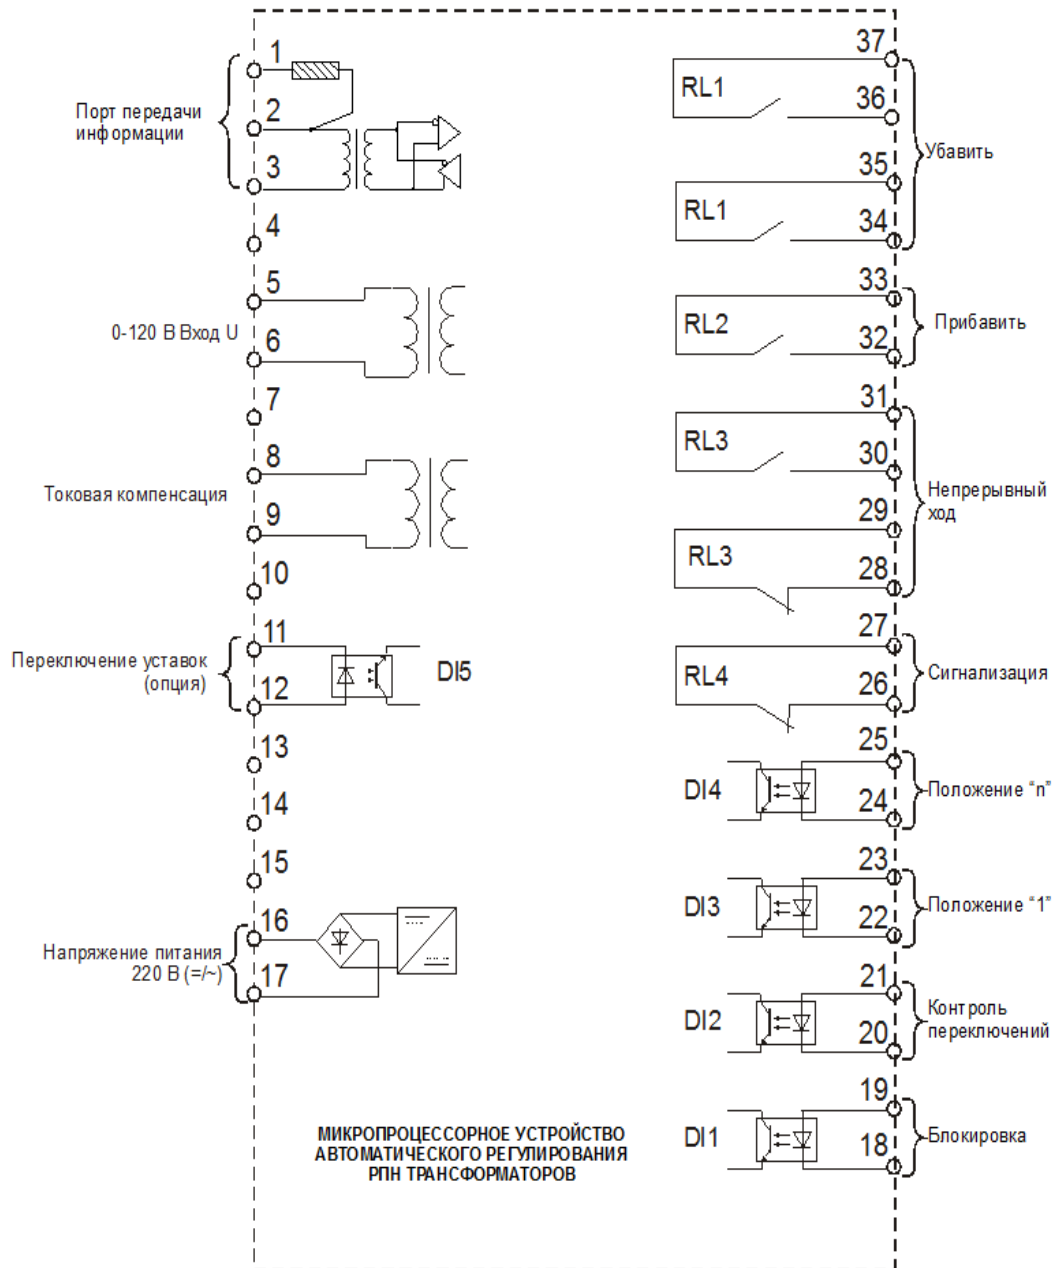 1
Порт передачи
информации
2
3
4
5
0-120 В Вход U
6
7
8
Токовая компенсация
9
10
11
Переключение уставок
(опция)
DI5
12
13
14
15
16
Напряжение питания
220 В (=/~)
17
37
RL1
36
Убавить
35
RL1
34
33
RL2
Прибавить
32
31
RL3
30
Непрерывный
ход
29
RL3
28
27
RL4
Сигнализация
26
25
DI4
Положение “n”
24
23
DI3
Положение “1”
22
21
DI2
Контроль
переключений
20
19
DI1
Блокировка
18
МИКРОПРОЦЕССОРНОЕ УСТРОЙСТВО
АВТОМАТИЧЕСКОГО РЕГУЛИРОВАНИЯ
РПН ТРАНСФОРМАТОРОВ